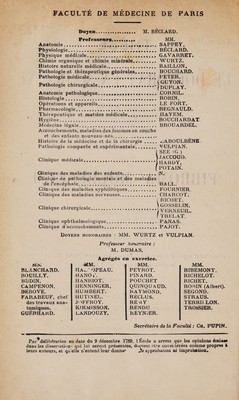 FACULTÉ DE MÉDECINE DE PARIS
Doyen.............. M. BÉCLARD.
Professeurs............ MM.
Anatomie............ SAPPEY.
Physiologie............ BÉCLARD.
Physique médicale............ GAVARRET.
Chimie organique et chimie minérale............ WURTZ.
Histoire naturelle médicale............ BAILLON.
Pathologie et thérapeutique générales............ BOUCHARD.
Pathologie médicale............ PETER.
Pathologie chirurgicale............ GUYON.
DUPLAY.
Anatomie pathologique............ CORNIL.
Histologie............ ROBIN.
Opérations et appareils............ LE FORT.
Pharmacologie............ REGNAULD.
Thérapeutique et matière médicale............ HAYEM.
Hygiène............ BOUCHARDAT
Médecine légale............ BROUARDEL.
Accouchements, maladies des femmes en couche
et des enfants nouveau-nés............
Histoire de la médecine et de la chirurgie............ LABOULBÈNE
Pathologie comparée et expérimentale............ VULPIAN.
Clinique médicale............ SÉE (G.)
JACCOUD.
HARDY.
POTAIN.
Clinique des maladies des enfants............ N.
Clinique de pathologie mentale et des maladies
de l'encéphale............ BALL.
Clinique des maladies syphilitiques............ FOURNIER.
Clinique des maladies nerveuses............ CHARCOT.
Clinique chirurgicale............ RICHET.
GOSSELIN.
VERNEUIL.
TRÉLAT.
Clinique ophthalmologique............ PANAS.
Clinique d'accouchements............ PAJOT.
DOYENS HONORAIRES : MM. WURTZ et VULPIAN.
Professeur honoraire :
M. DUMAS.
Agrégés en exercice.
MM. MM. MM. MM.
BLANCHARD. PEYROT. RIBEMONT.
BOUILLY. HANOT. PINARD. RICHELOT.
BUDIN. HANRIOT. POUCHET. RICHET.
CAMPENON. HENNINGER. QUINQUAUD. ROBIN (Albert).
DEBOVE. HUMBERT. RAYMOND. SEGOND.
FARABEUF, chef HUTINEL. RECLUS. STRAUS.
des travaux ana- JOFFROY. REMY TERRILLON.
tomiques. KIRMISSON. RENDU TROISIER.
GUÉBHARD. LANDOUZY. REYNIER.
Secrétaire de la Faculté : CH. PUPIN.
Par délibération en date du 9 décembre 1798, l'École a arrêté que les opinions émises
dans les dissertations qui lui seront présentées, doivent être considérées comme propres à
leurs auteurs, et qu'elle n'entend leur donner aucune approbation ni improbation.